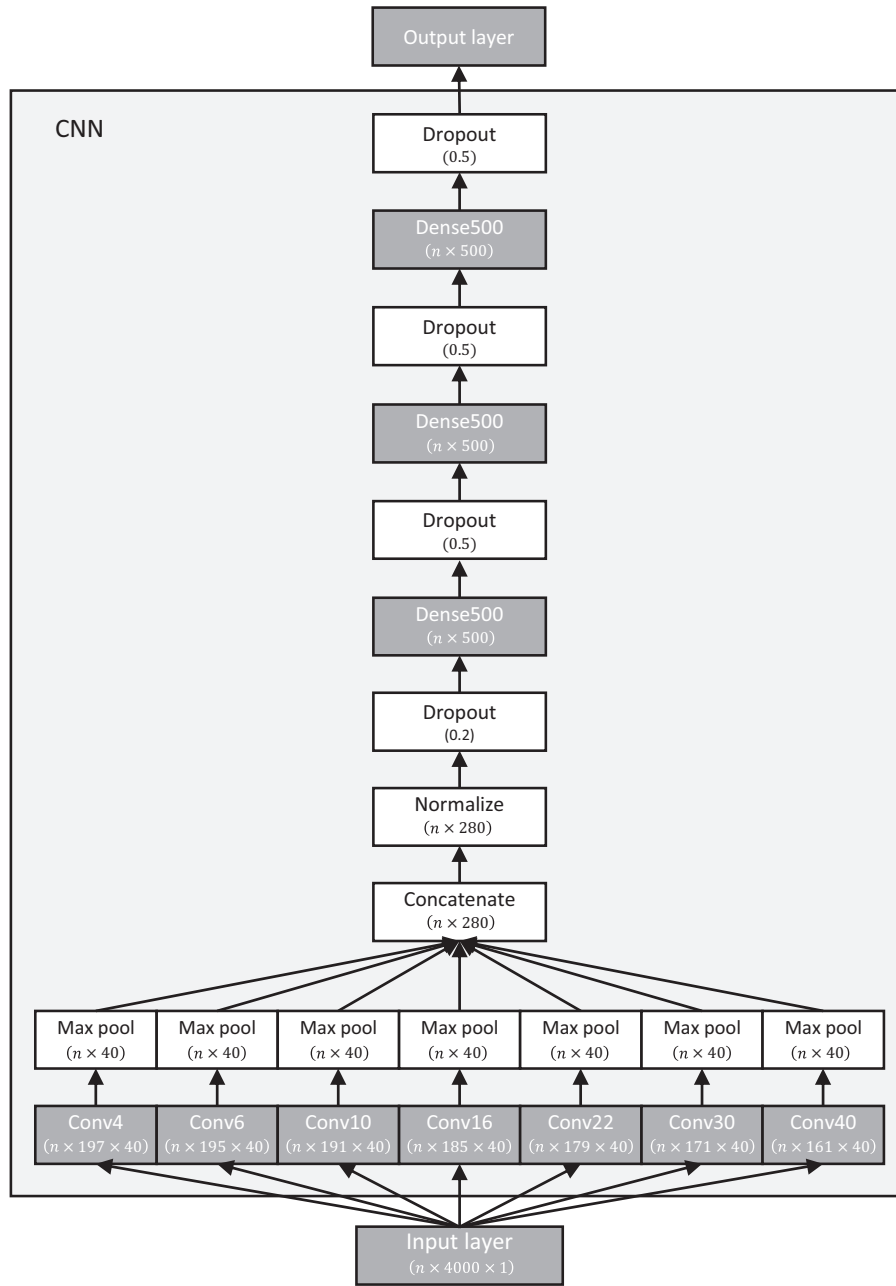 Output layer
CNN
Dropout
(0.5)
Dense500
(n × 500)
Dropout
(0.5)
Dense500
(n × 500)
Dropout
(0.5)
Dense500
(n × 500)
Dropout
(0.2)
Normalize
(n × 280)
Concatenate
(n × 280)
Max pool Max pool Max pool Max pool Max pool Max pool Max pool
(n × 40) (n × 40) (n × 40) (n × 40) (n × 40) (n × 40) (n × 40)
Conv4 Conv6 Conv10 Conv16 Conv22 Conv30 Conv40
(n × 197 × 40) (n × 195 × 40) (n × 191 × 40) (n × 185 × 40) (n × 179 × 40) (n × 171 × 40) (n × 161 × 40)
Input layer
(n × 4000 × 1)